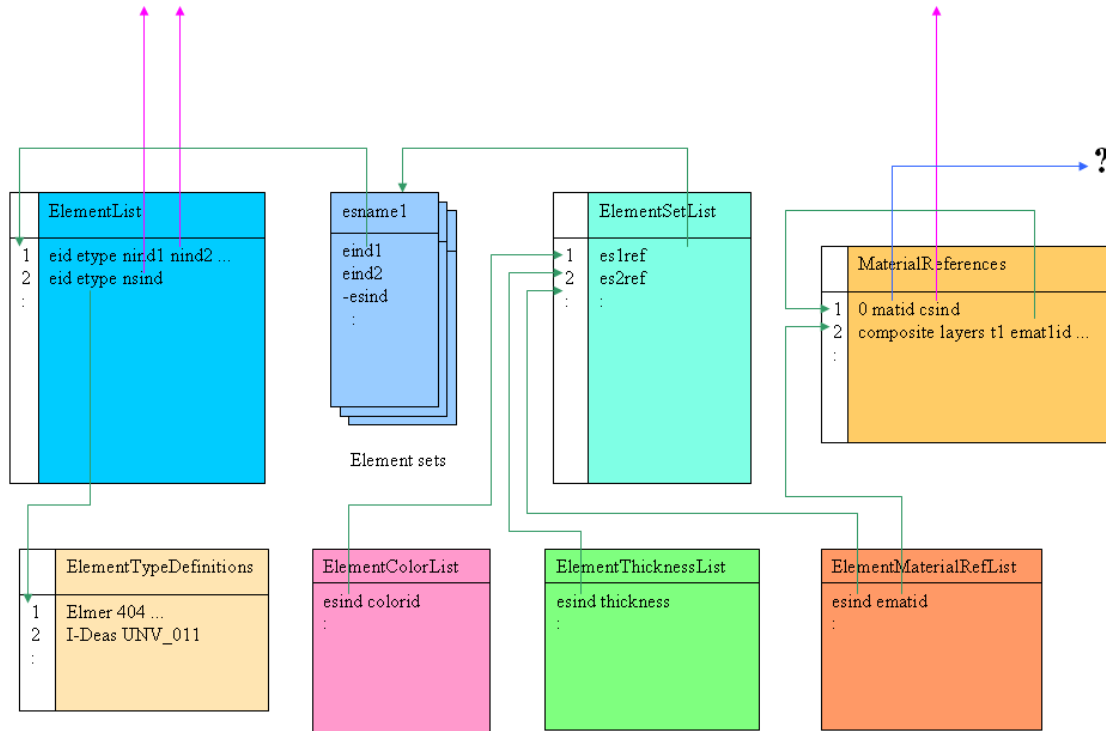 ?
ElementList
1 eid etype nind1 nind2 ...
2 eid etype nsind
:
esname1
eind1
eind2
-esind
:
Element sets
ElementSetList
1 es1ref
2 es2ref
: :
MaterialReferences
1 0 matid csind
2 composite layers t1 emat1id ...
:
ElementTypeDefinitions
1 Elmer 404 ...
2 I-Deas UNV_011
:
ElementColorList
esind colorid
:
ElementThicknessList
esind thickness
:
ElementMaterialRefList
esind ematid
: